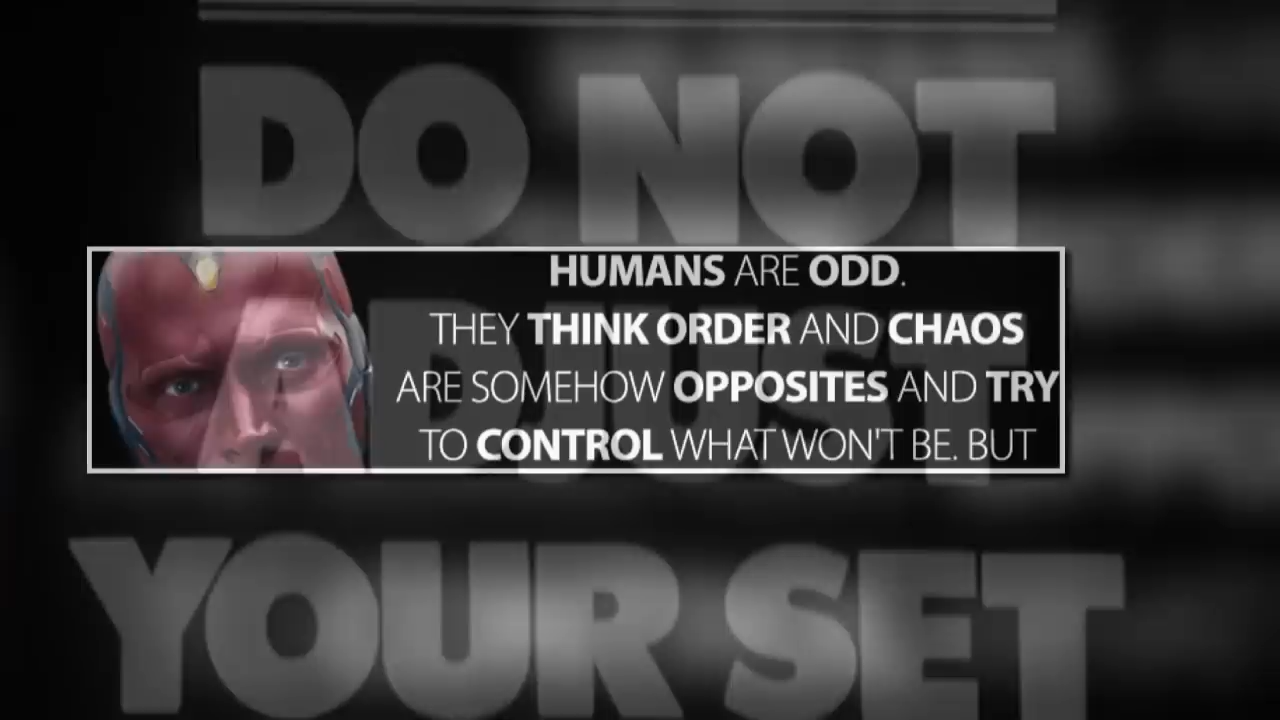 DO NOT
ADJUST
YOUR SET
HUMANS ARE ODD.
THEY THINK ORDER AND CHAOS
ARE SOMEHOW OPPOSITES AND TRY
TO CONTROL WHAT WON'T BE. BUT